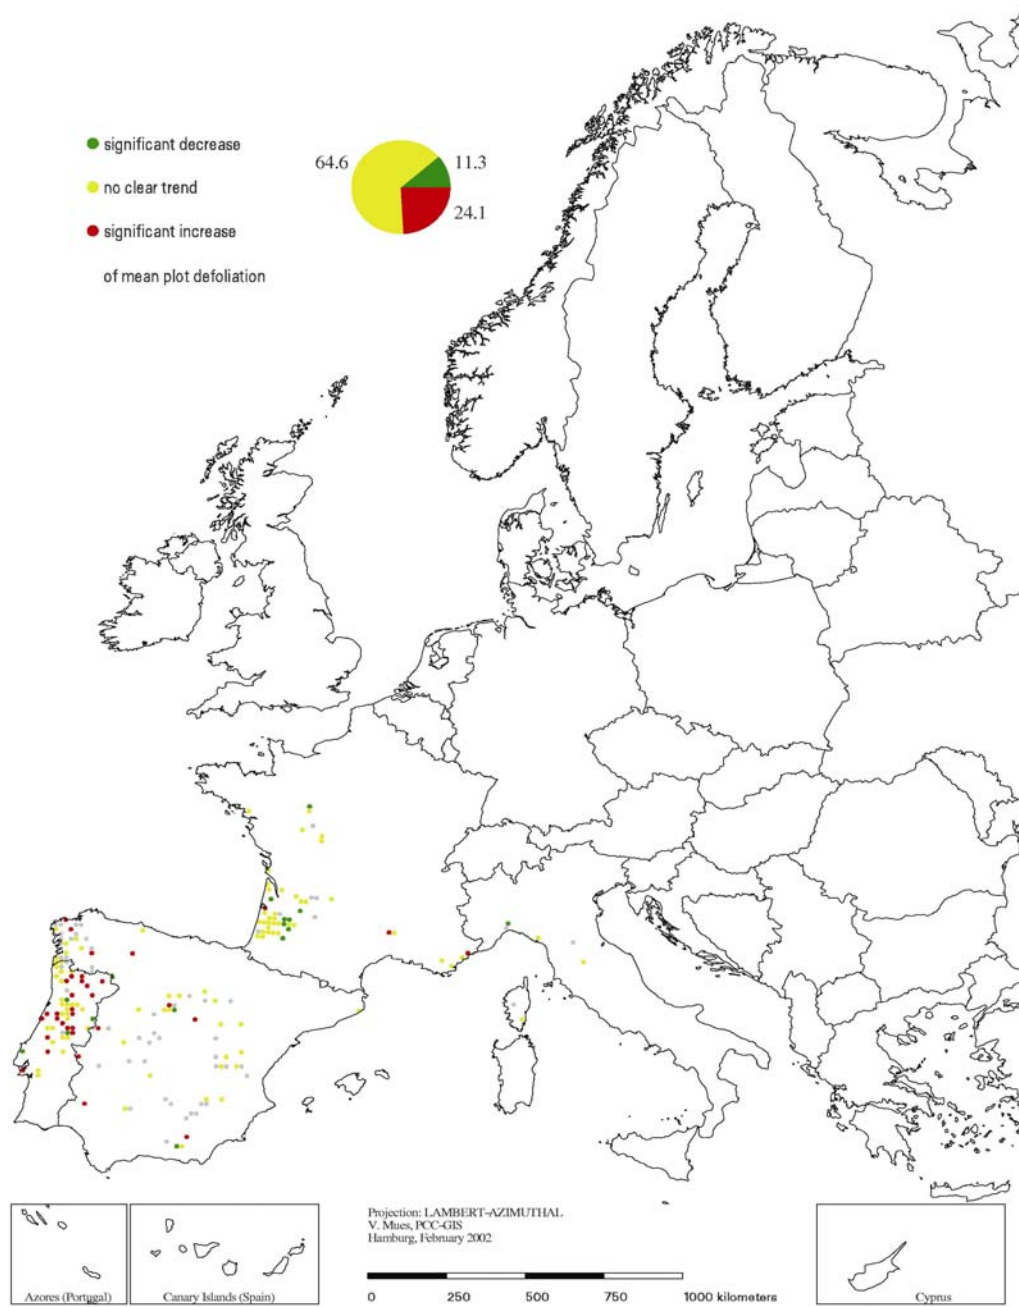 significant decrease
64.6
11.3
no clear trend
24.1
significant increase
of mean plot defoliation
Projection: LAMBERT-AZIMUTHAL
V. Mues, PCC-GIS
Hamburg, February 2002
Azores (Portugal)
Canary Islands (Spain)
0 250 500 750 1000 kilometers
Cyprus